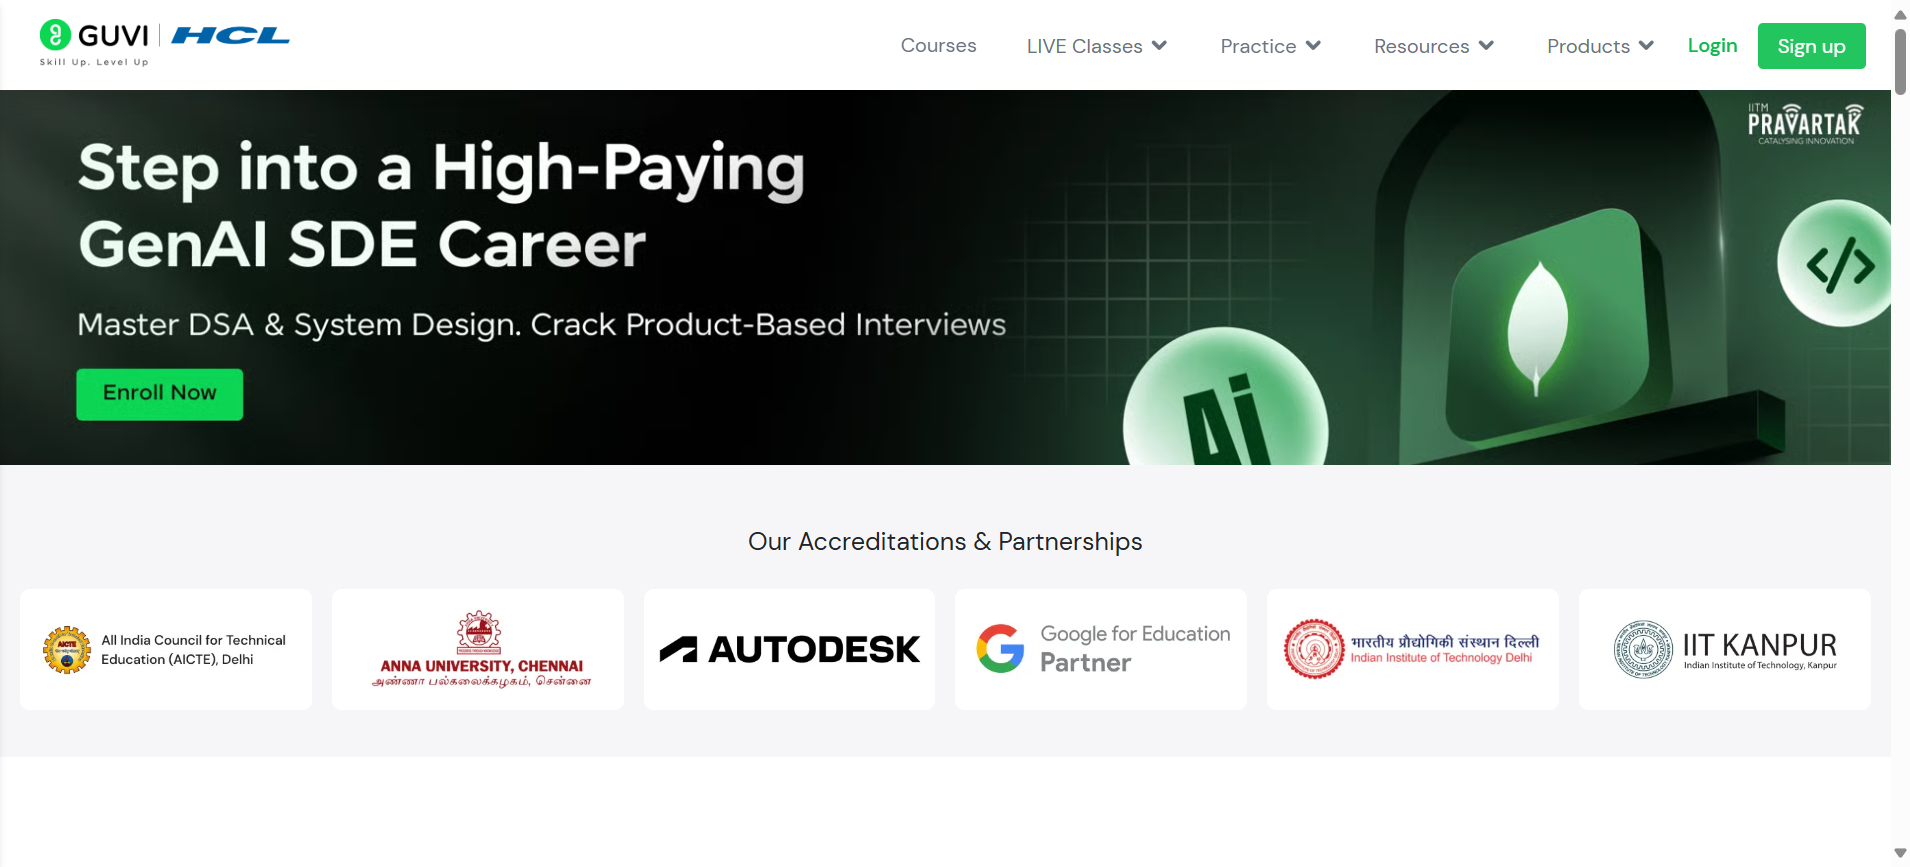 GUVI HCL
Skill Up. Level Up
Courses
LIVE Classes
Practice
Resources
Products
Login
Sign up
IITM
PRAVARTAK
CATALYSING INNOVATION
Step into a High-Paying
GenAI SDE Career
Master DSA & System Design. Crack Product-Based Interviews
Enroll Now
</>
Ai
Our Accreditations & Partnerships
AICTE
All India Council for Technical
Education (AICTE), Delhi
ANNA UNIVERSITY, CHENNAI
அண்ணா பல்கலைக்கழகம், சென்னை
AUTODESK
Google for Education
Partner
भारतीय प्रौद्योगिकी संस्थान दिल्ली
Indian Institute of Technology Delhi
IIT KANPUR
Indian Institute of Technology, Kanpur